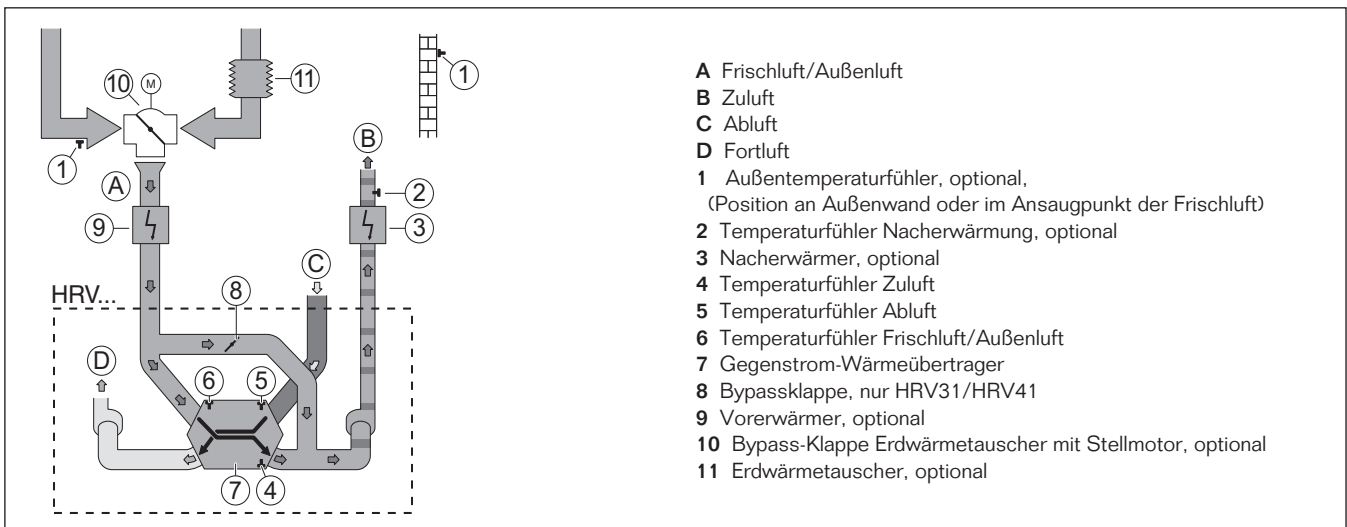 10
M
11
1
1
B
A
2
9
3
C
HRV...
8
D
6
5
7
4
A Frischluft/Außenluft
B Zuluft
C Abluft
D Fortluft
1 Außentemperaturfühler, optional,
(Position an Außenwand oder im Ansaugpunkt der Frischluft)
2 Temperaturfühler Nacherwärmung, optional
3 Nacherwärmer, optional
4 Temperaturfühler Zuluft
5 Temperaturfühler Abluft
6 Temperaturfühler Frischluft/Außenluft
7 Gegenstrom-Wärmeübertrager
8 Bypassklappe, nur HRV31/HRV41
9 Vorerwärmer, optional
10 Bypass-Klappe Erdwärmetauscher mit Stellmotor, optional
11 Erdwärmetauscher, optional